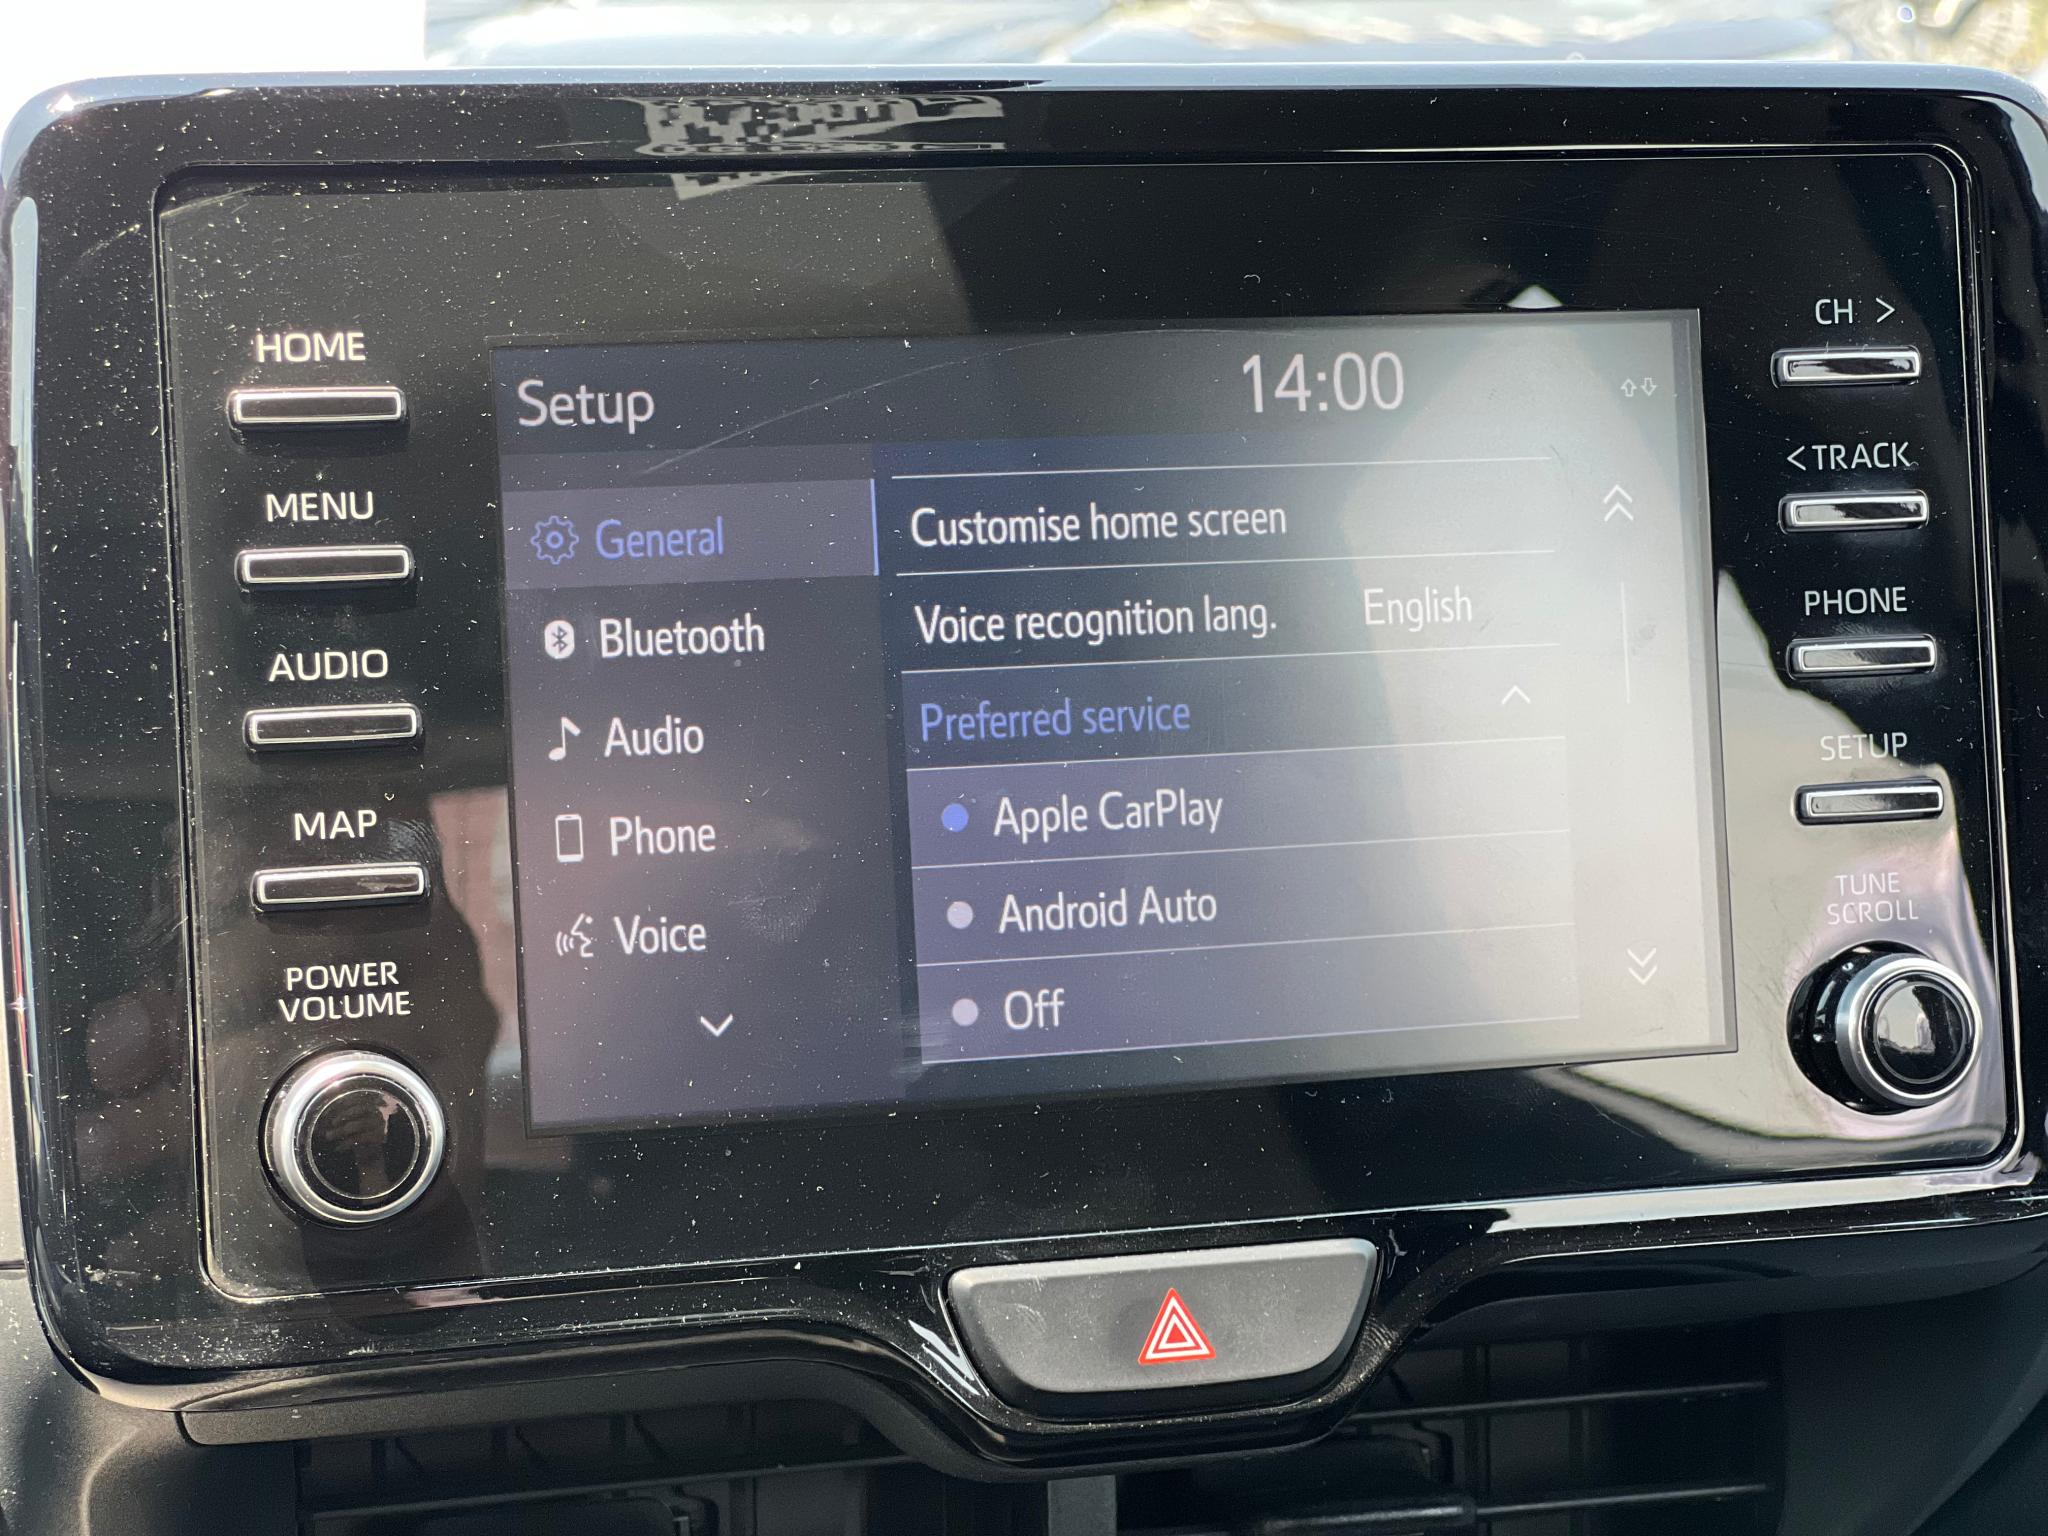 HOME
MENU
AUDIO
MAP
POWER
VOLUME
Setup
14:00
General
Bluetooth
Audio
Phone
Voice
Customise home screen
Voice recognition lang. English
Preferred service
Apple CarPlay
Android Auto
Off
CH >
< TRACK
PHONE
SETUP
TUNE
SCROLL